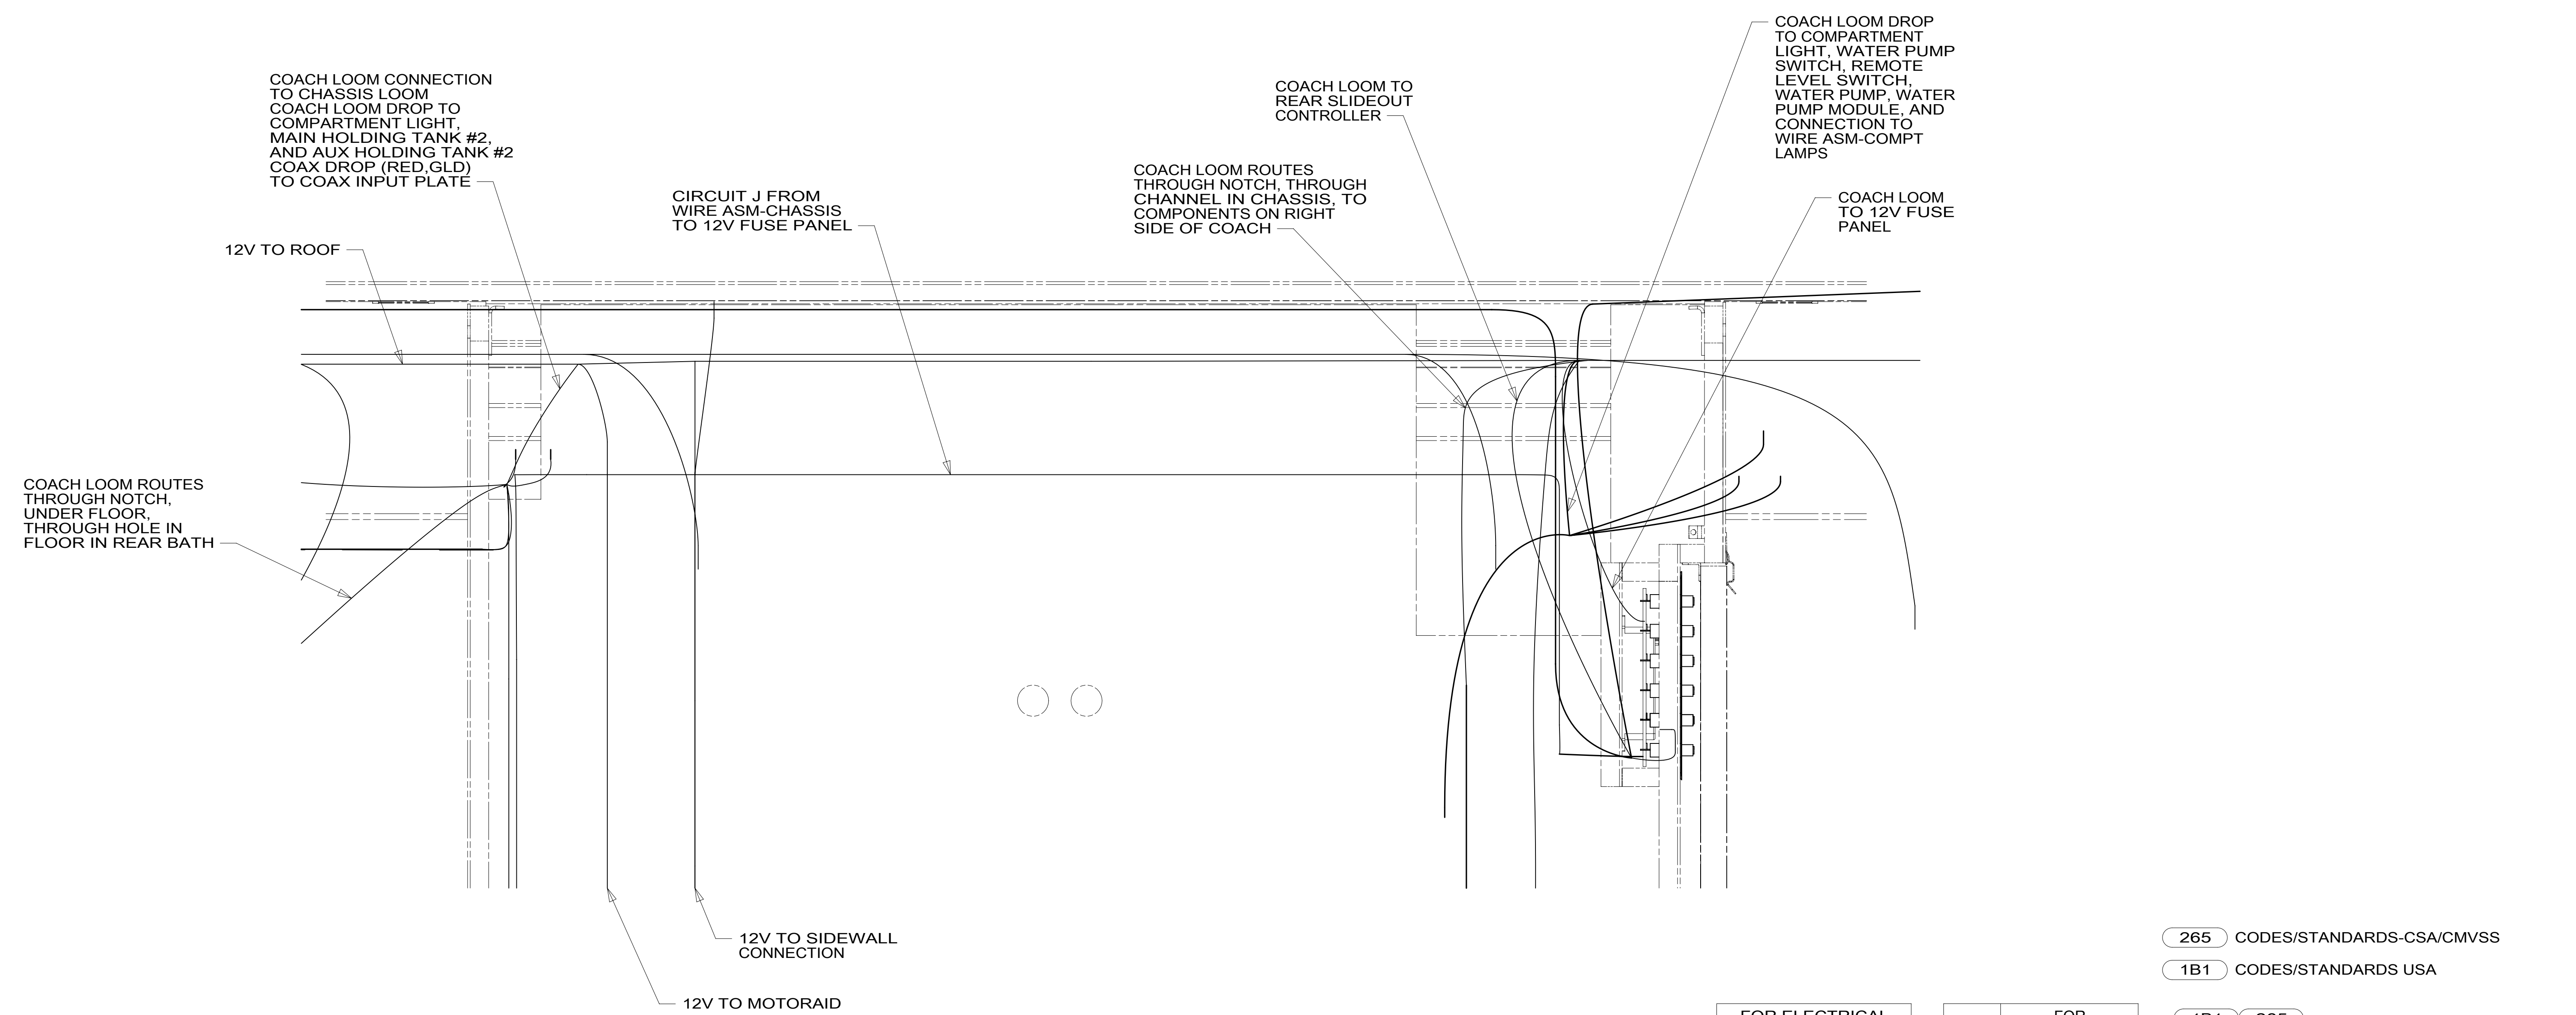 COACH LOOM DROP
TO COMPARTMENT
LIGHT, WATER PUMP
SWITCH, REMOTE
LEVEL SWITCH,
WATER PUMP, WATER
PUMP MODULE, AND
CONNECTION TO
WIRE ASM-COMPT
LAMPS
COACH LOOM CONNECTION
TO CHASSIS LOOM
COACH LOOM DROP TO
COMPARTMENT LIGHT,
MAIN HOLDING TANK #2,
AND AUX HOLDING TANK #2
COAX DROP (RED,GLD)
TO COAX INPUT PLATE
COACH LOOM TO
REAR SLIDEOUT
CONTROLLER
COACH LOOM ROUTES
THROUGH NOTCH, THROUGH
CHANNEL IN CHASSIS, TO
COMPONENTS ON RIGHT
SIDE OF COACH
CIRCUIT J FROM
WIRE ASM-CHASSIS
TO 12V FUSE PANEL
COACH LOOM
TO 12V FUSE
PANEL
12V TO ROOF
COACH LOOM ROUTES
THROUGH NOTCH,
UNDER FLOOR,
THROUGH HOLE IN
FLOOR IN REAR BATH
12V TO SIDEWALL
CONNECTION
12V TO MOTORAID
265 CODES/STANDARDS-CSA/CMVSS
1B1 CODES/STANDARDS USA
FOR ELECTRICAL
FOR
1B1 265